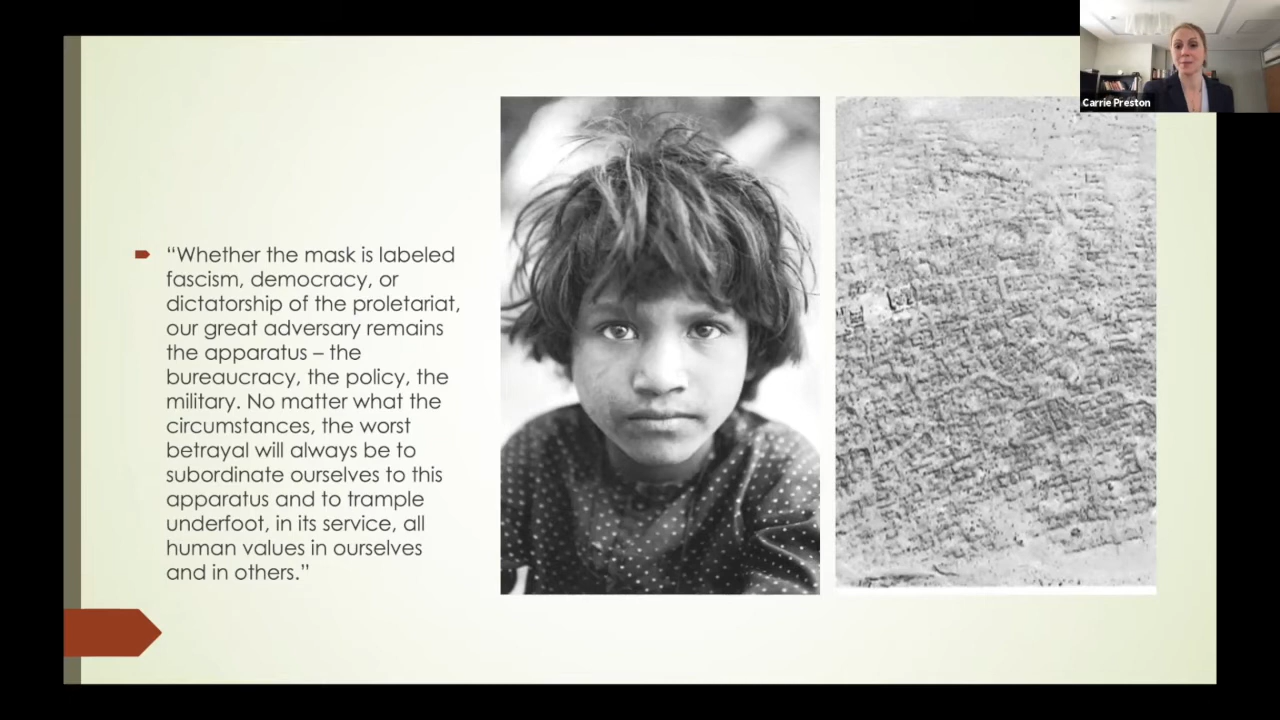 “Whether the mask is labeled
fascism, democracy, or
dictatorship of the proletariat,
our great adversary remains
the apparatus – the
bureaucracy, the policy, the
military. No matter what the
circumstances, the worst
betrayal will always be to
subordinate ourselves to this
apparatus and to trample
underfoot, in its service, all
human values in ourselves
and in others.”
Carrie Preston